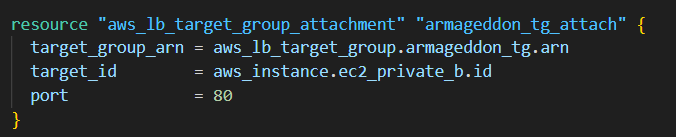 resource "aws_lb_target_group_attachment" "armageddon_tg_attach" {
  target_group_arn = aws_lb_target_group.armageddon_tg.arn
  target_id        = aws_instance.ec2_private_b.id
  port             = 80
}